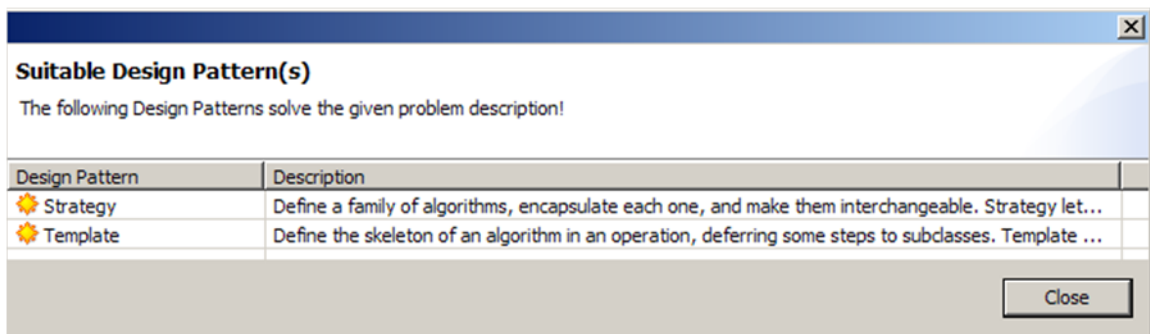 Suitable Design Pattern(s)
The following Design Patterns solve the given problem description!
Design Pattern Description
Strategy Define a family of algorithms, encapsulate each one, and make them interchangeable. Strategy let...
Template Define the skeleton of an algorithm in an operation, deferring some steps to subclasses. Template ...
Close